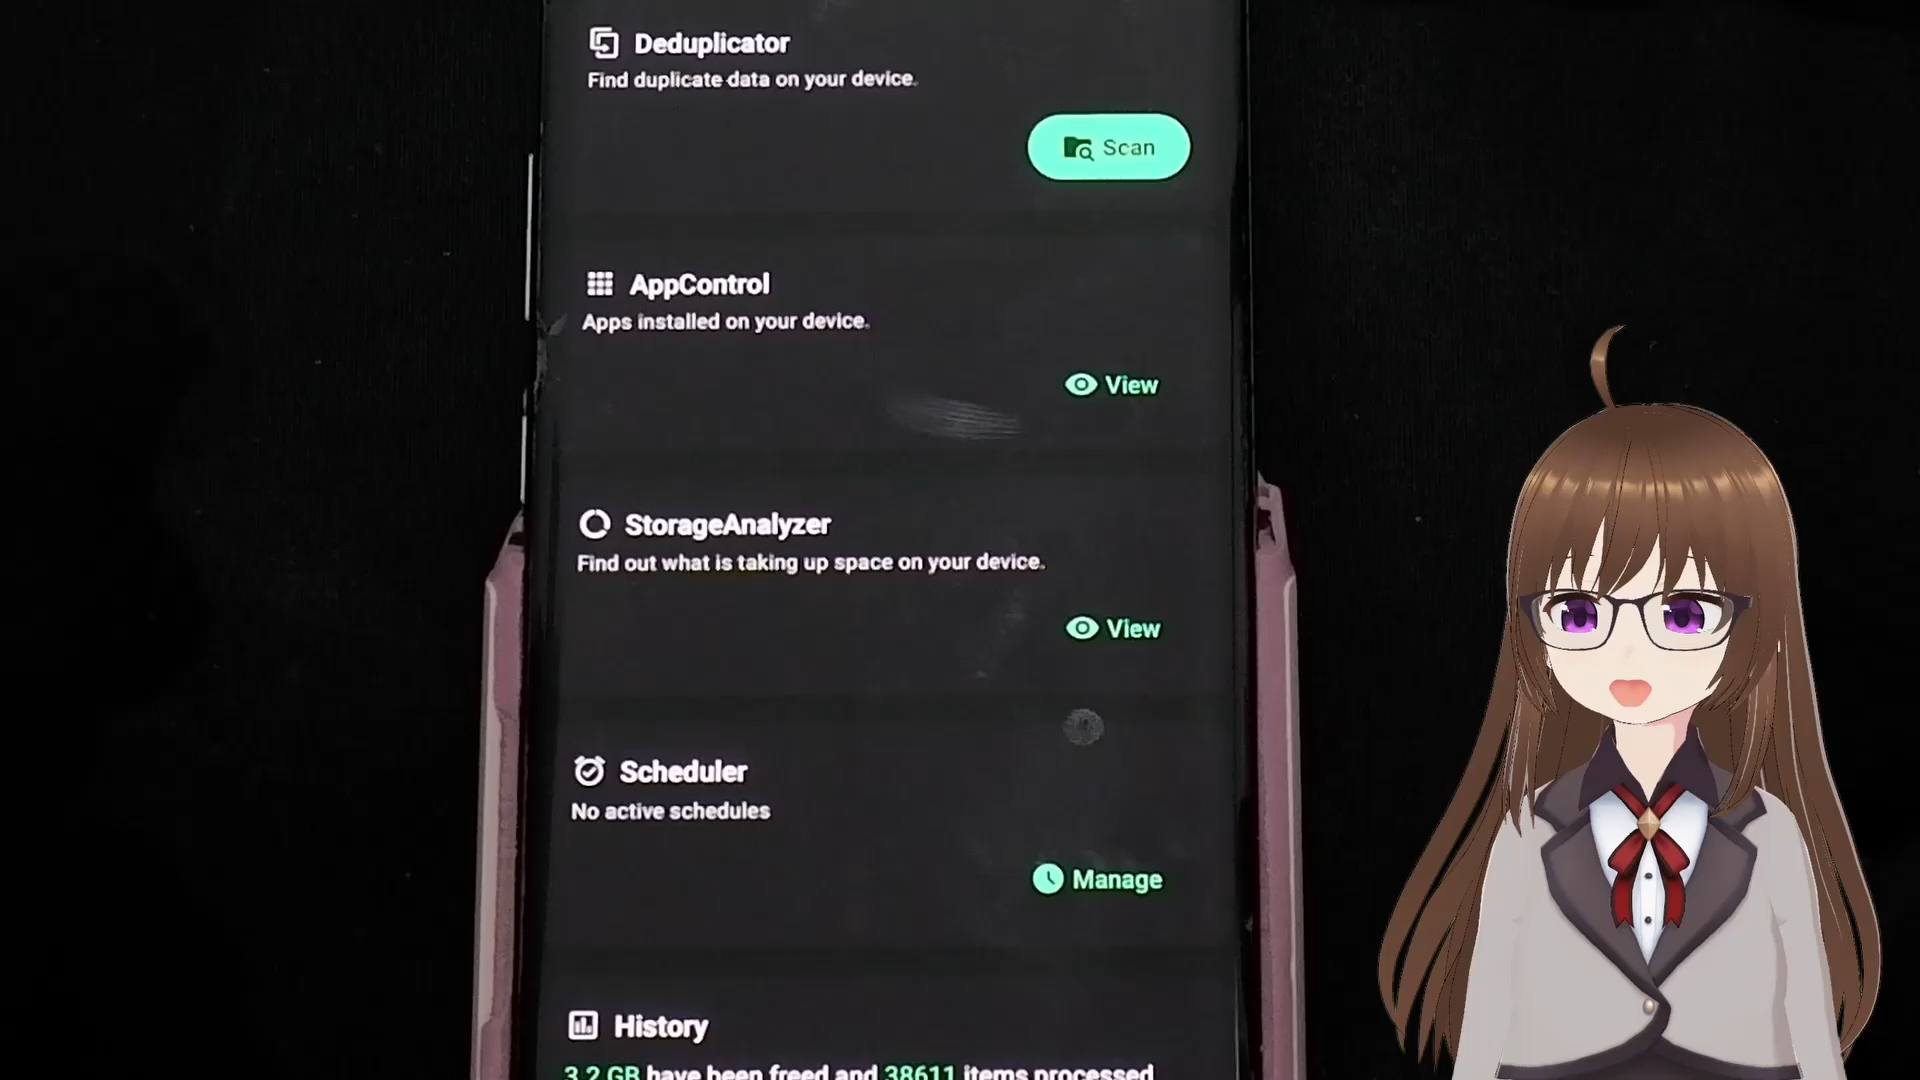 Deduplicator
Find duplicate data on your device.
Scan
AppControl
Apps installed on your device.
View
StorageAnalyzer
Find out what is taking up space on your device.
View
Scheduler
No active schedules
Manage
History
3.2 GB have been freed and 38611 items processed